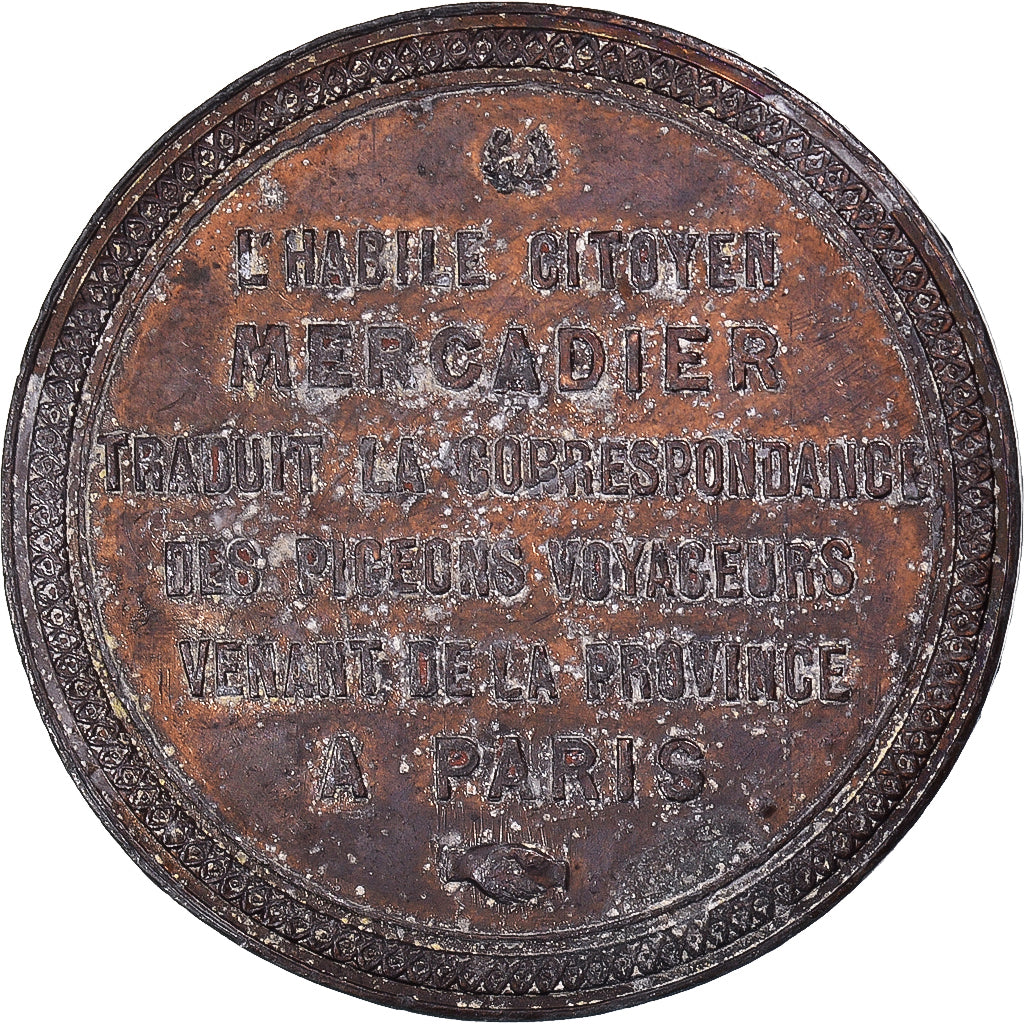 L'HABILE CITOYEN
MERCADIER
TRADUIT LA CORRESPONDANCE
DES PIGEONS VOYAGEURS
VENANT DE LA PROVINCE
A PARIS